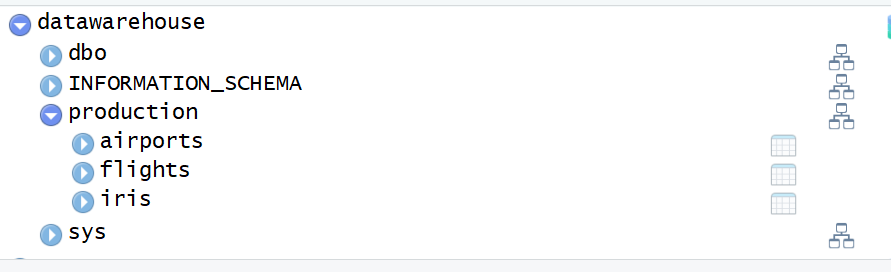 datawarehouse
dbo
INFORMATION_SCHEMA
production
airports
flights
iris
sys